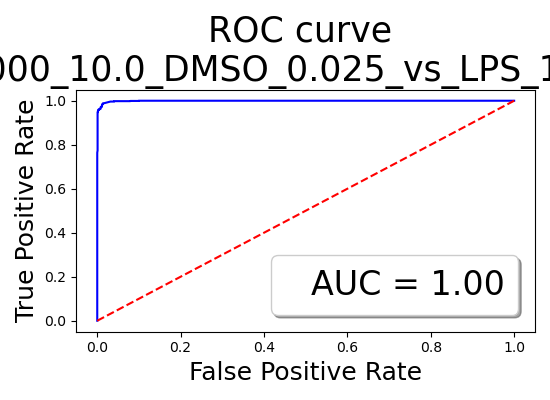 ROC curve
000_10.0_DMSO_0.025_vs_LPS_1
1.0
0.8
0.6
0.4
0.2
0.0
True Positive Rate
AUC = 1.00
0.0 0.2 0.4 0.6 0.8 1.0
False Positive Rate